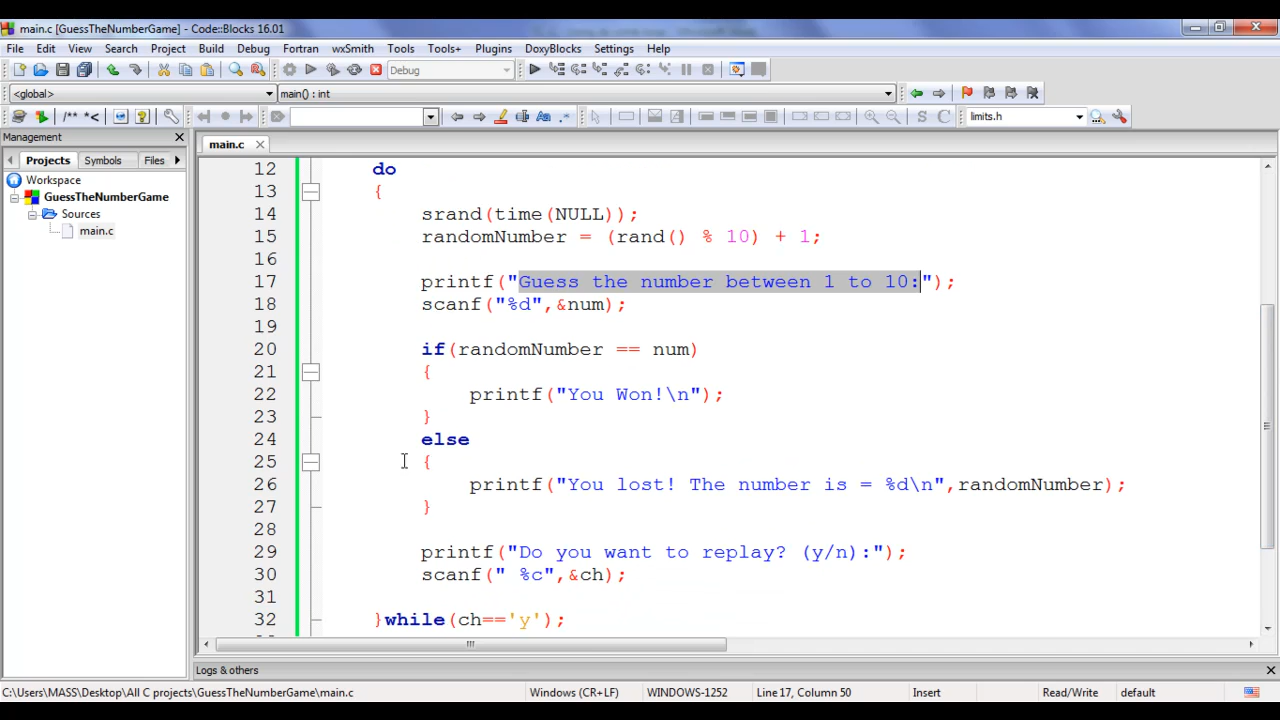 main.c [GuessTheNumberGame] - Code::Blocks 16.01
File Edit View Search Project Build Debug Fortran wxSmith Tools Tools+ Plugins DoxyBlocks Settings Help
Debug
<global> main() : int
/** *< limits.h
Management
main.c
Projects Symbols Files
Workspace
GuessTheNumberGame
Sources
main.c
12 do
13 {
14 srand(time(NULL));
15 randomNumber = (rand() % 10) + 1;
16
17 printf("Guess the number between 1 to 10:");
18 scanf("%d",&num);
19
20 if(randomNumber == num)
21 {
22 printf("You Won!\n");
23 }
24 else
25 {
26 printf("You lost! The number is = %d\n",randomNumber);
27 }
28
29 printf("Do you want to replay? (y/n):");
30 scanf(" %c",&ch);
31
32 }while(ch=='y');
Logs & others
C:\Users\MASS\Desktop\All C projects\GuessTheNumberGame\main.c Windows (CR+LF) WINDOWS-1252 Line 17, Column 50 Insert Read/Write default